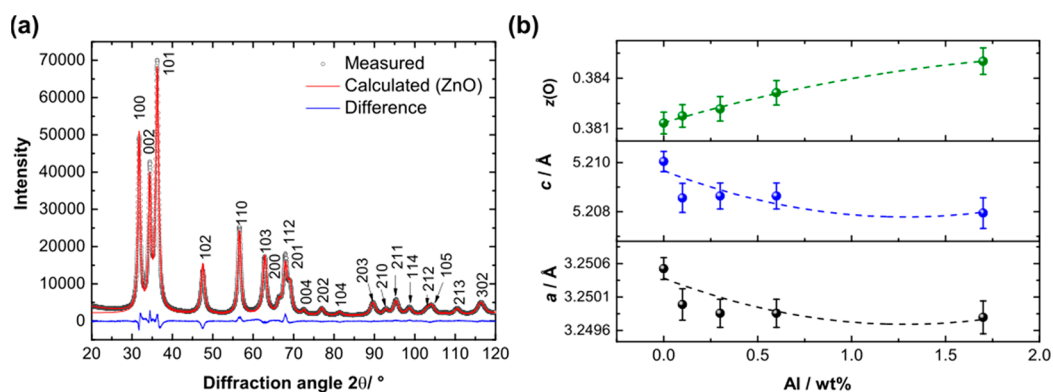 (a)
70000
60000
50000
40000
30000
20000
10000
0
Intensity
Measured
Calculated (ZnO)
Difference
100
002
101
102
110
103
200
112
201
004
202
104
203
210
211
114
212
105
213
302
20 30 40 50 60 70 80 90 100 110 120
Diffraction angle 2θ/ °
(b)
z(O)
0.384
0.381
c / Å
5.210
5.208
a / Å
3.2506
3.2501
3.2496
0.0 0.5 1.0 1.5 2.0
Al / wt%